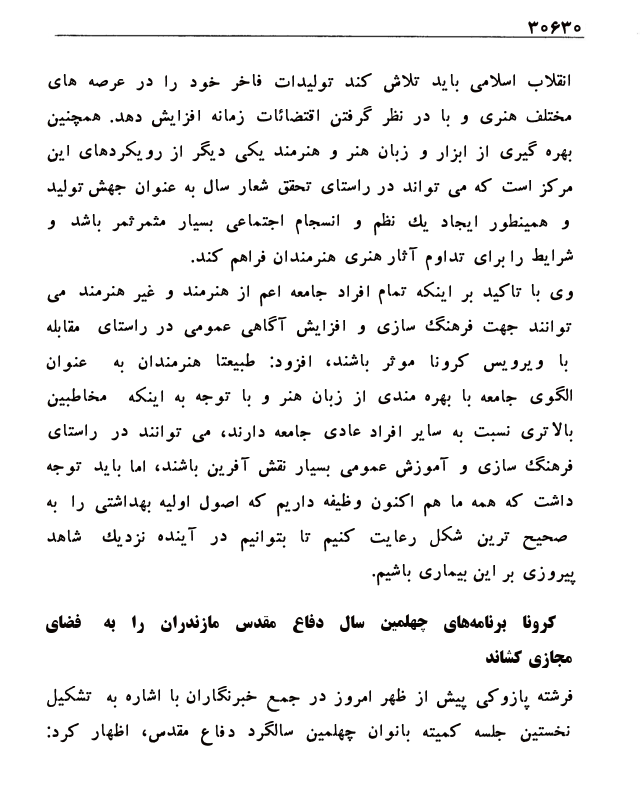 ۳۰۶۳۰
انقلاب اسلامی باید تلاش کند تولیدات فاخر خود را در عرصه های
مختلف هنری و با در نظر گرفتن اقتضائات زمانه افزایش دهد. همچنین
بهره گیری از ابزار و زبان هنر و هنرمند یکی دیگر از رویکردهای این
مرکز است که می تواند در راستای تحقق شعار سال به عنوان جهش تولید
و همینطور ایجاد یك نظم و انسجام اجتماعی بسیار مثمرثمر باشد و
شرایط را برای تداوم آثار هنری هنرمندان فراهم کند.
وی با تاکید بر اینکه تمام افراد جامعه اعم از هنرمند و غیر هنرمند می
توانند جهت فرهنگ سازی و افزایش آگاهی عمومی در راستای مقابله
با ویرویس کرونا موثر باشند، افزود: طبیعتا هنرمندان به عنوان
الگوی جامعه با بهره مندی از زبان هنر و با توجه به اینکه مخاطبین
بالاتری نسبت به سایر افراد عادی جامعه دارند، می توانند در راستای
فرهنگ سازی و آموزش عمومی بسیار نقش آفرین باشند، اما باید توجه
داشت که همه ما هم اکنون وظیفه داریم که اصول اولیه بهداشتی را به
صحیح ترین شکل رعایت کنیم تا بتوانیم در آینده نزدیك شاهد
پیروزی بر این بیماری باشیم.
کرونا برنامه‌های چهلمین سال دفاع مقدس مازندران را به فضای
مجازی کشاند
فرشته پازوکی پیش از ظهر امروز در جمع خبرنگاران با اشاره به تشکیل
نخستین جلسه کمیته بانوان چهلمین سالگرد دفاع مقدس، اظهار کرد: